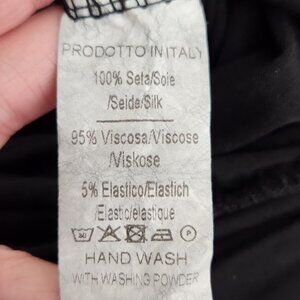 PRODOTTO IN ITALY
100% Seta/Soie
/Seide/Silk
95% Viscosa/Viscose
/Viskose
5% Elastico/Elastich
/Elastic/elastique
HAND WASH
WITH WASHING POWDER